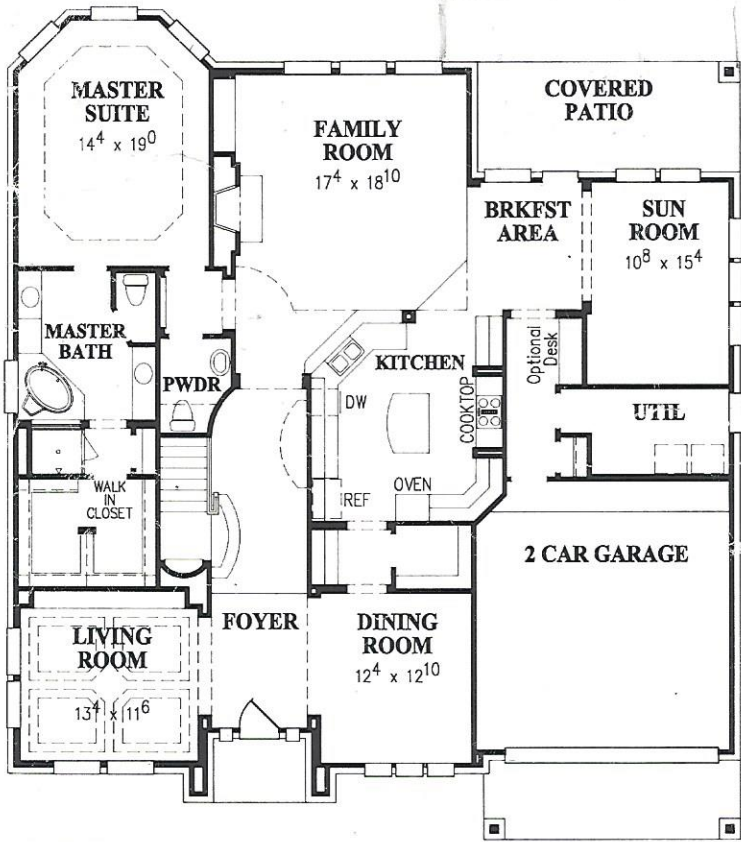 MASTER
SUITE
14⁴ x 19⁰
FAMILY
ROOM
17⁴ x 18¹⁰
COVERED
PATIO
BRKFST
AREA
SUN
ROOM
10⁸ x 15⁴
MASTER
BATH
PWDR
KITCHEN
Optional
Desk
DW
COOKTOP
UTIL
WALK
IN
CLOSET
REF
OVEN
2 CAR GARAGE
LIVING
ROOM
13⁴ x 11⁶
FOYER
DINING
ROOM
12⁴ x 12¹⁰